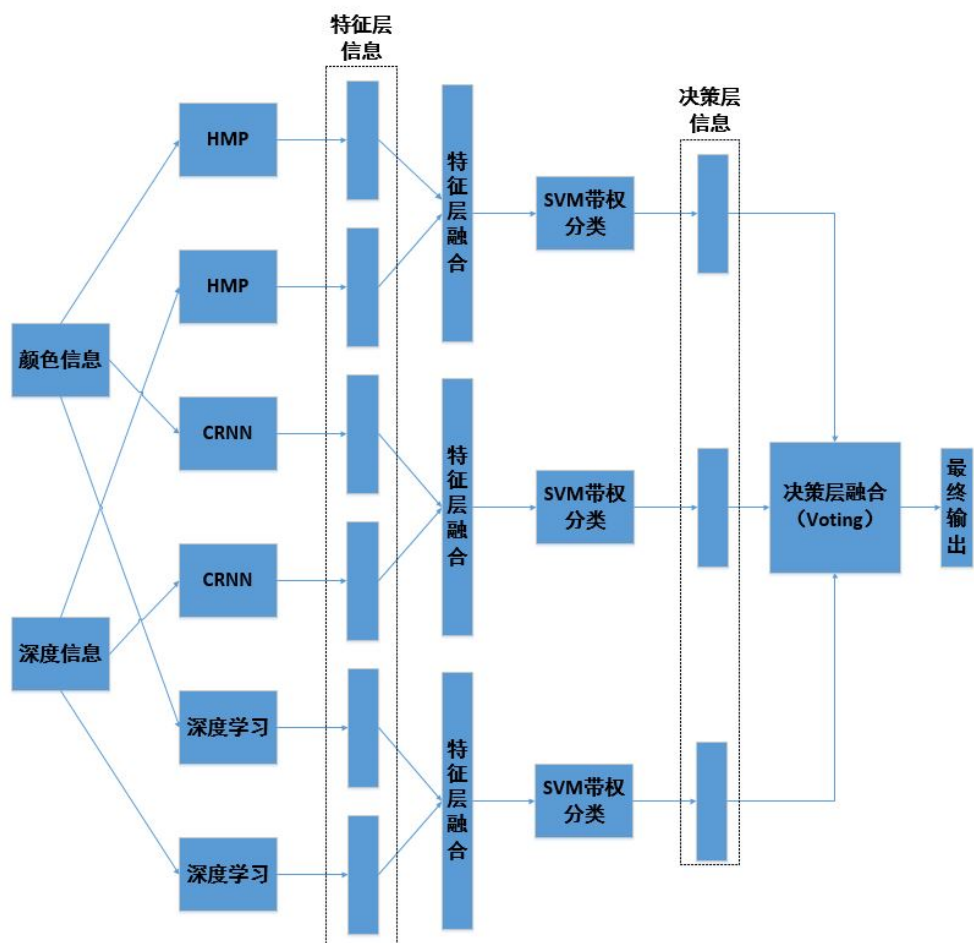 特征层
信息
决策层
信息
HMP
HMP
颜色信息
CRNN
CRNN
深度信息
深度学习
深度学习
特征层融合
特征层融合
特征层融合
SVM带权
分类
SVM带权
分类
SVM带权
分类
决策层融合
（Voting）
最终输出